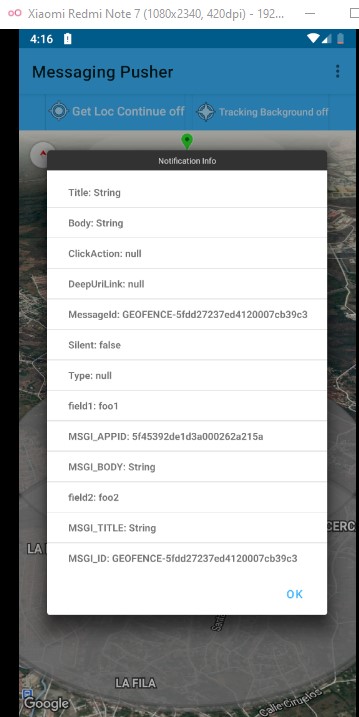 Xiaomi Redmi Note 7 (1080x2340, 420dpi) - 192...
4:16
Messaging Pusher
Get Loc Continue off
Tracking Background off
Notification Info
Title: String
Body: String
ClickAction: null
DeepUriLink: null
MessageId: GEOFENCE-5fdd27237ed4120007cb39c3
Silent: false
Type: null
field1: foo1
MSGI_APPID: 5f45392de1d3a000262a215a
MSGI_BODY: String
field2: foo2
MSGI_TITLE: String
CERC
LA
MSGI_ID: GEOFENCE-5fdd27237ed4120007cb39c3
OK
LA FILA
Calle Ciruelos
Google